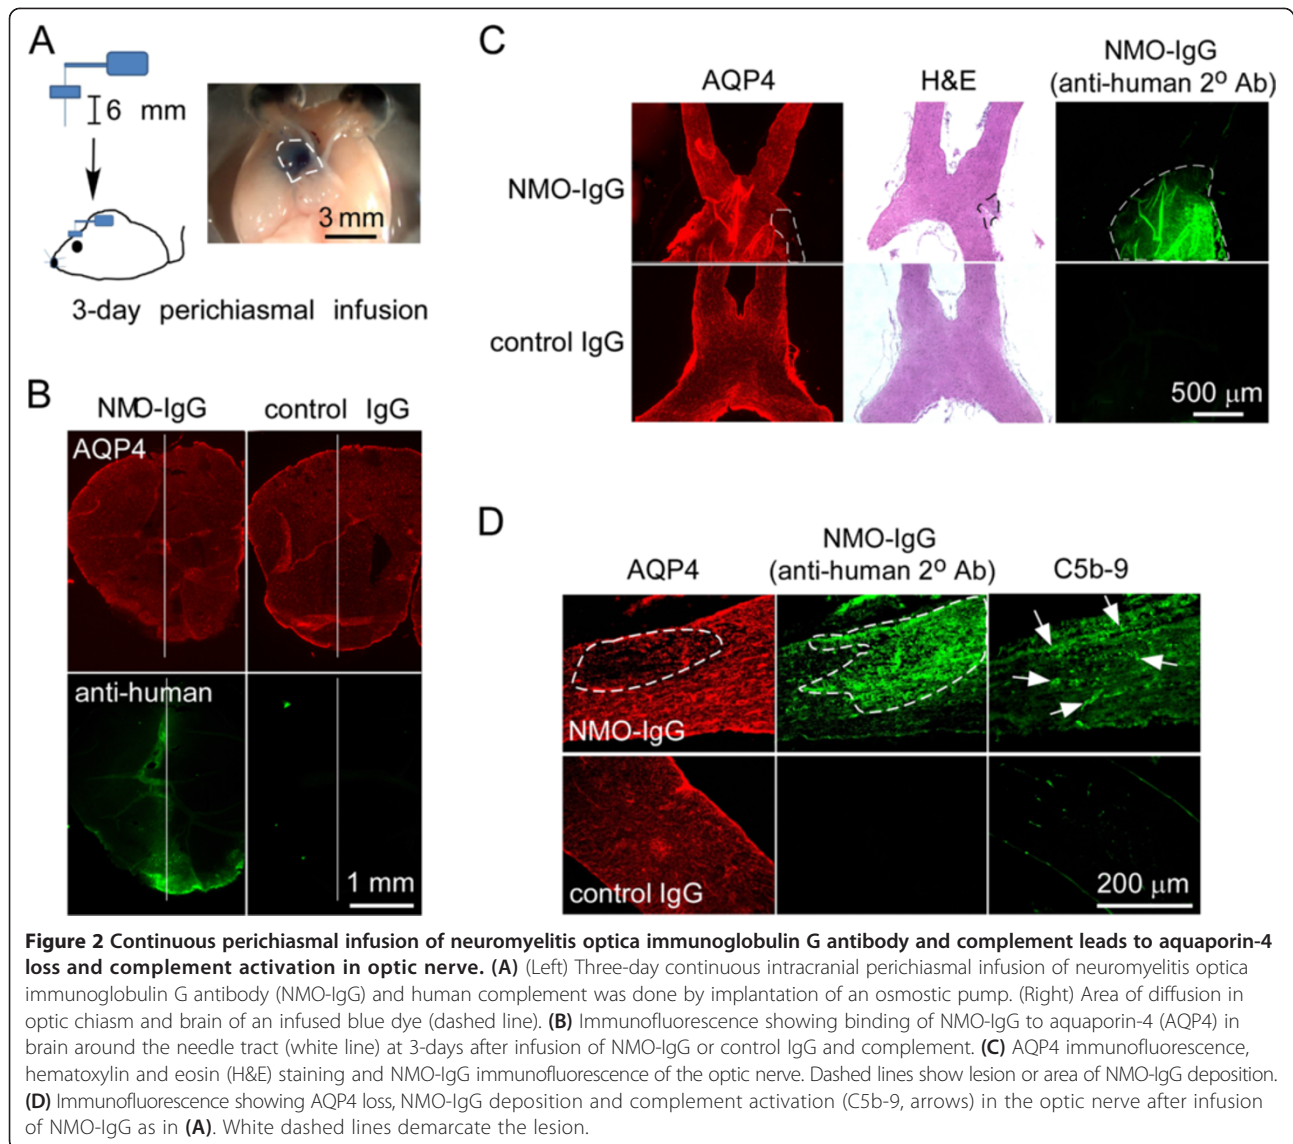 A
6 mm
3 mm
3-day perichiasmal infusion
B
NMO-IgG control IgG
AQP4
anti-human
1 mm
C
AQP4
H&E
NMO-IgG
(anti-human 2º Ab)
NMO-IgG
control IgG
500 µm
D
AQP4
NMO-IgG
(anti-human 2º Ab)
C5b-9
NMO-IgG
control IgG
200 µm
Figure 2 Continuous perichiasmal infusion of neuromyelitis optica immunoglobulin G antibody and complement leads to aquaporin-4
loss and complement activation in optic nerve. (A) (Left) Three-day continuous intracranial perichiasmal infusion of neuromyelitis optica
immunoglobulin G antibody (NMO-IgG) and human complement was done by implantation of an osmostic pump. (Right) Area of diffusion in
optic chiasm and brain of an infused blue dye (dashed line). (B) Immunofluorescence showing binding of NMO-IgG to aquaporin-4 (AQP4) in
brain around the needle tract (white line) at 3-days after infusion of NMO-IgG or control IgG and complement. (C) AQP4 immunofluorescence,
hematoxylin and eosin (H&E) staining and NMO-IgG immunofluorescence of the optic nerve. Dashed lines show lesion or area of NMO-IgG deposition.
(D) Immunofluorescence showing AQP4 loss, NMO-IgG deposition and complement activation (C5b-9, arrows) in the optic nerve after infusion
of NMO-IgG as in (A). White dashed lines demarcate the lesion.